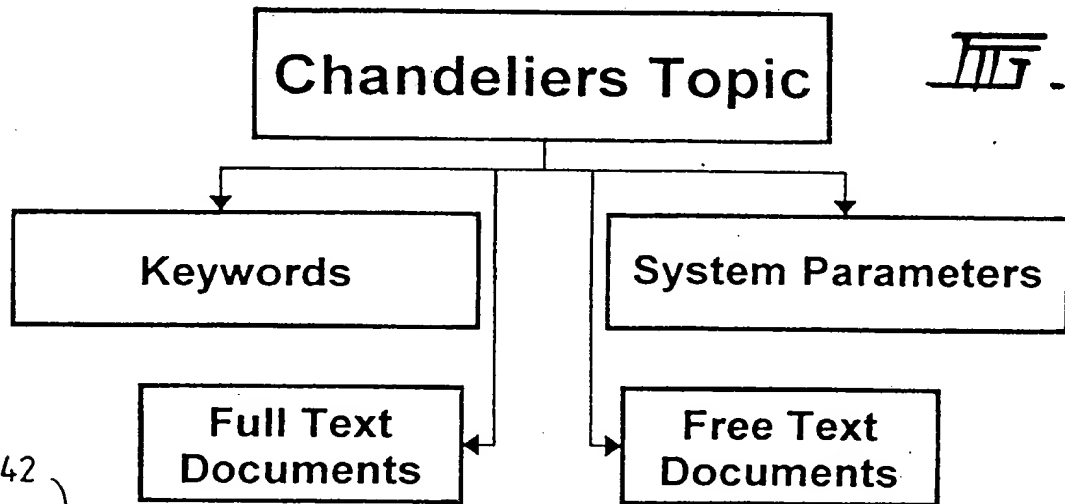 Chandeliers Topic
Keywords
System Parameters
Full Text
Documents
Free Text
Documents
42